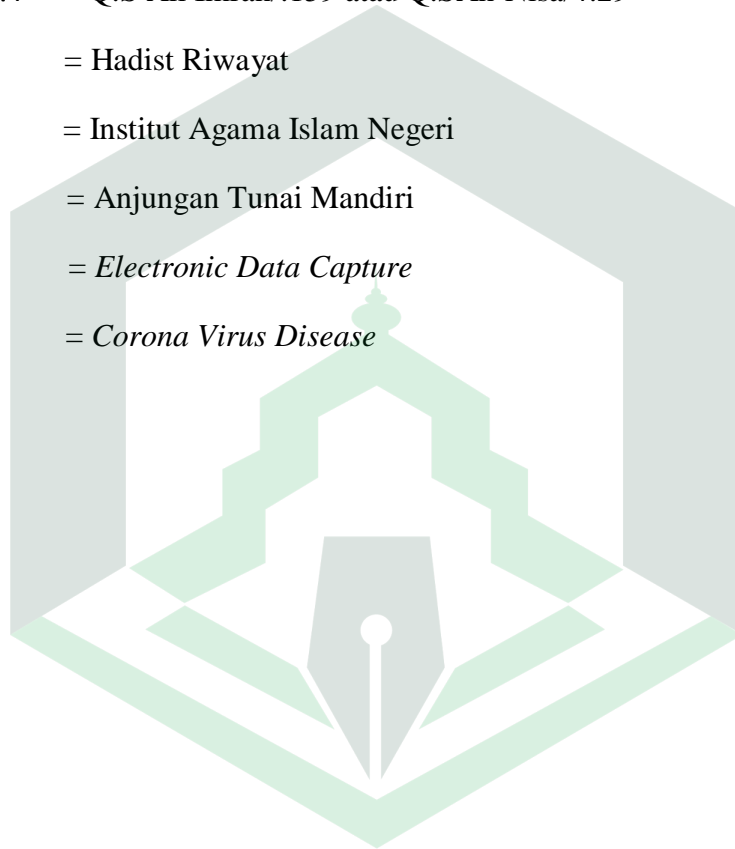 = Hadist Riwayat
= Institut Agama Islam Negeri
= Anjungan Tunai Mandiri
= Electronic Data Capture
= Corona Virus Disease